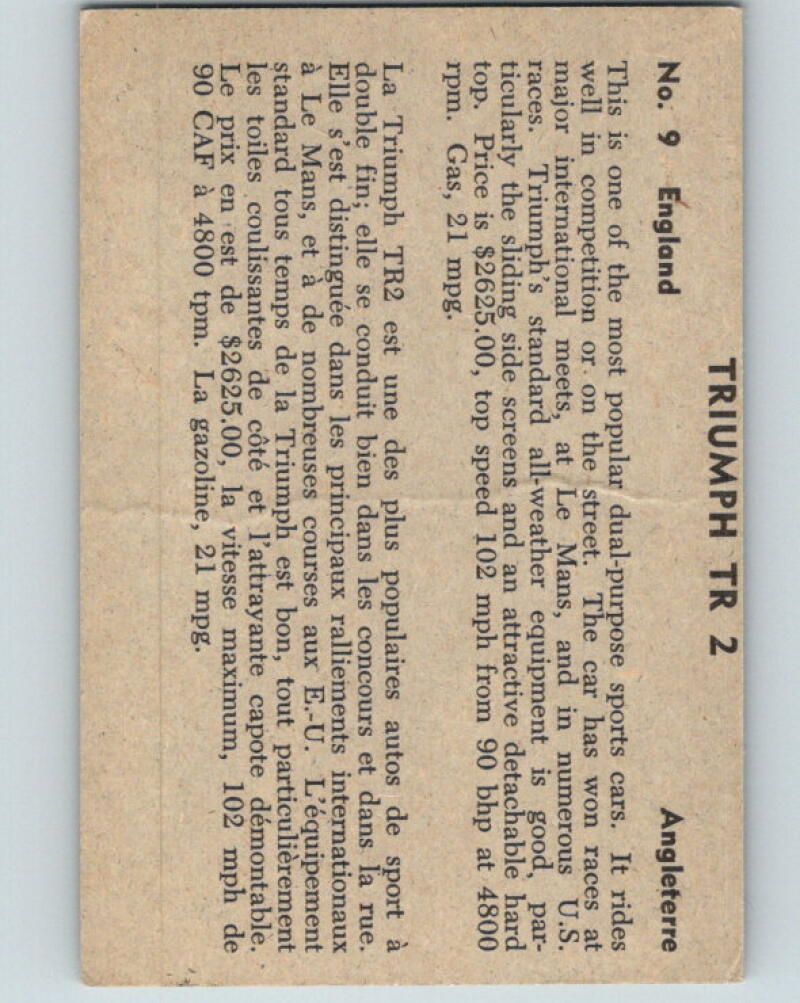 TRIUMPH TR 2
No. 9 England Angleterre
This is one of the most popular dual-purpose sports cars. It rides
well in competition or on the street. The car has won races at
major international meets, at Le Mans, and in numerous U.S.
races. Triumph's standard all-weather equipment is good, par-
ticularly the sliding side screens and an attractive detachable hard
top. Price is $2625.00, top speed 102 mph from 90 bhp at 4800
rpm. Gas, 21 mpg.
La Triumph TR2 est une des plus populaires autos de sport à
double fin; elle se conduit bien dans les concours et dans la rue.
Elle s'est distinguée dans les principaux ralliements internationaux
à Le Mans, et à de nombreuses courses aux E.-U. L'équipement
standard tous temps de la Triumph est bon, tout particulièrement
les toiles coulissantes de côté et l'attrayante capote démontable.
Le prix en est de $2625.00, la vitesse maximum, 102 mph de
90 CAF à 4800 tpm. La gazoline, 21 mpg.